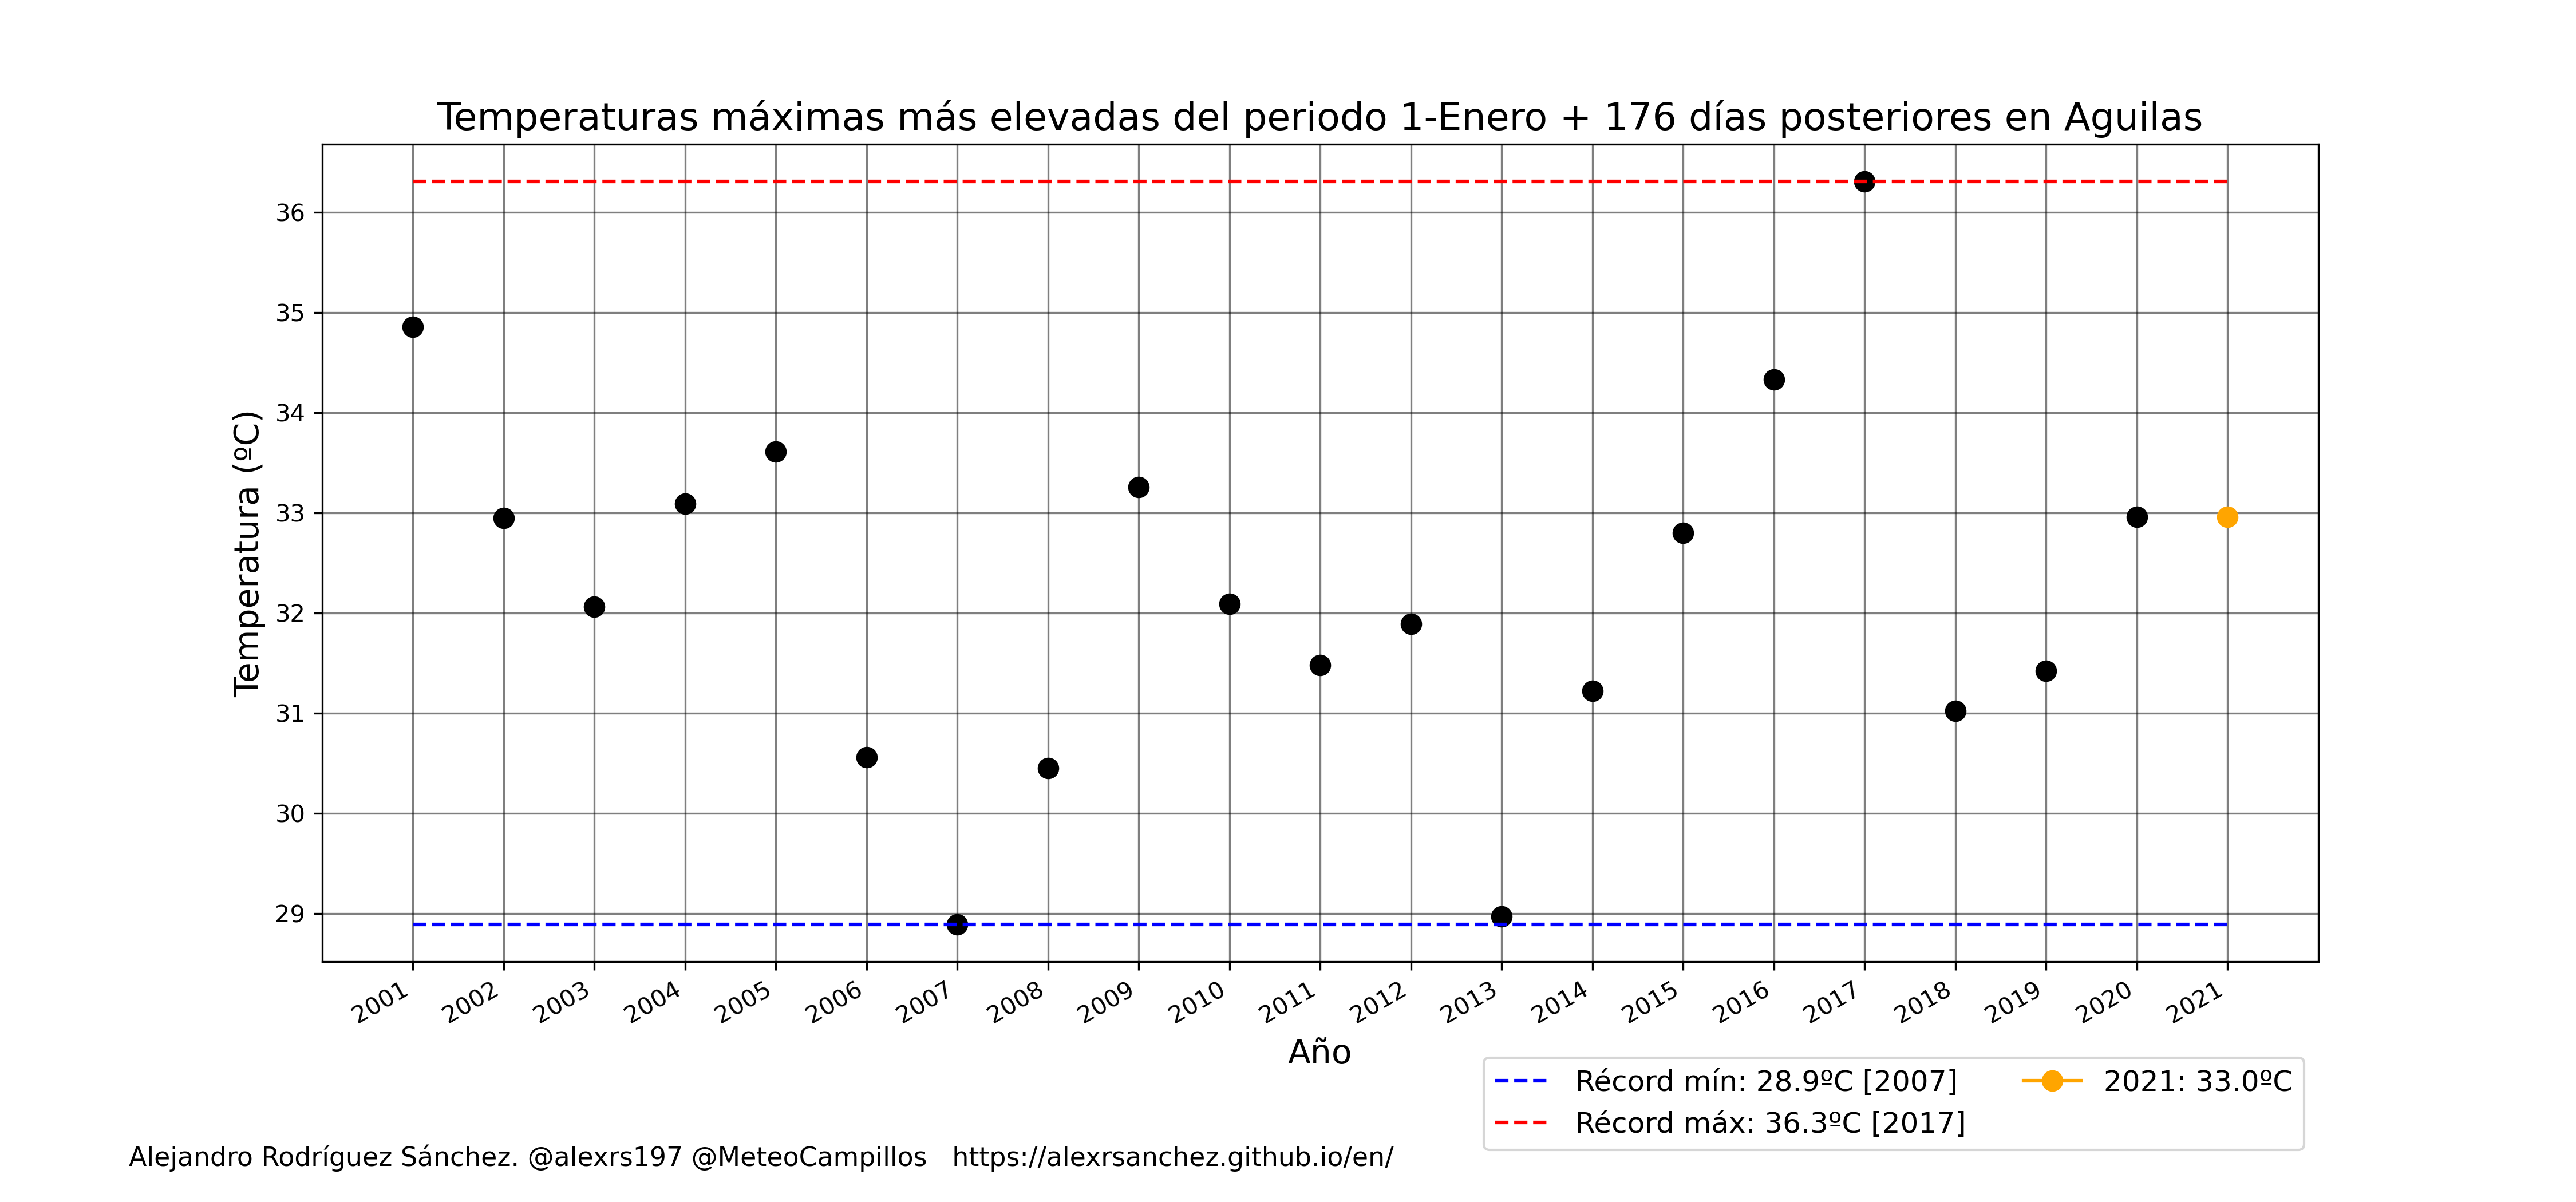 Temperaturas máximas más elevadas del periodo 1-Enero + 176 días posteriores en Aguilas
Temperatura (ºC)
36
35
34
33
32
31
30
29
2001 2002 2003 2004 2005 2006 2007 2008 2009 2010 2011 2012 2013 2014 2015 2016 2017 2018 2019 2020 2021
Año
Récord mín: 28.9ºC [2007] 2021: 33.0ºC
Récord máx: 36.3ºC [2017]
Alejandro Rodríguez Sánchez. @alexrs197 @MeteoCampillos https://alexrsanchez.github.io/en/